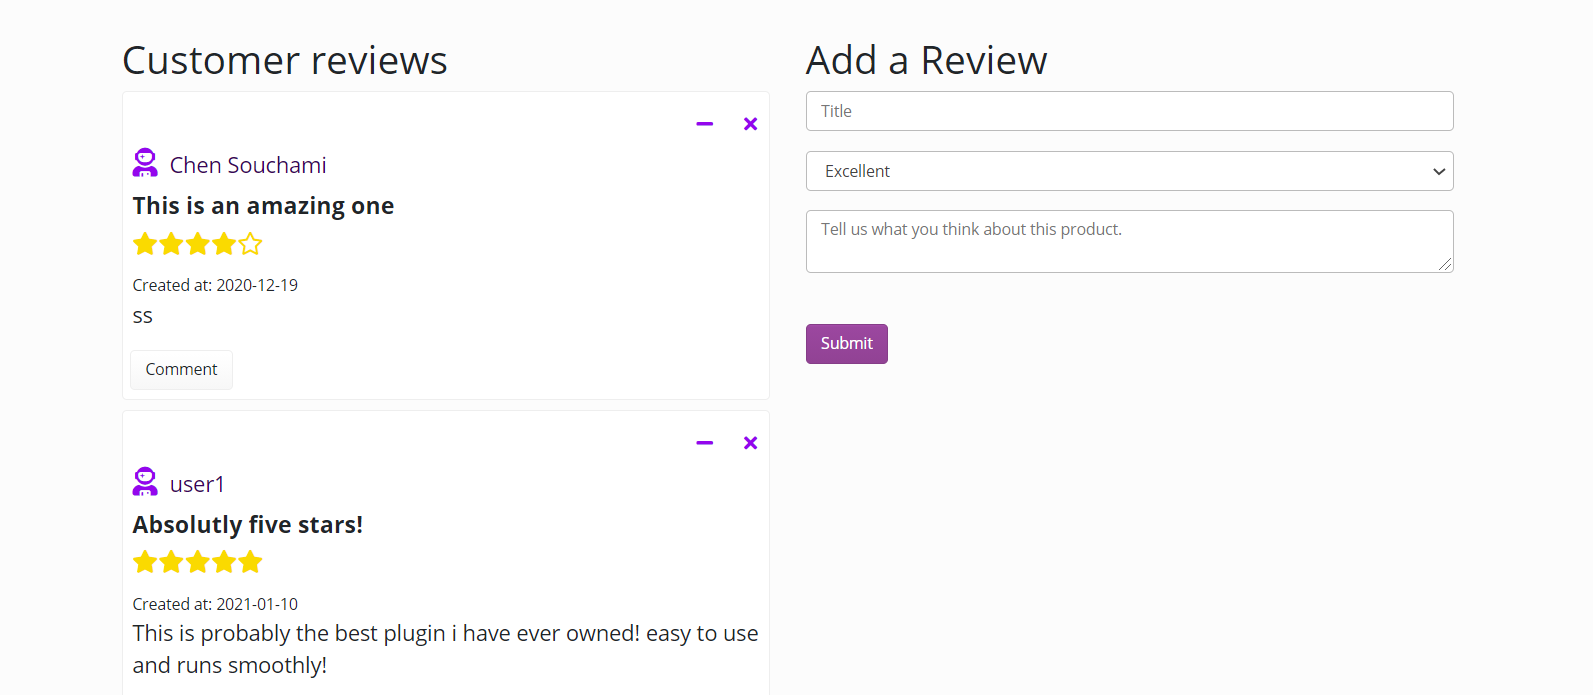 Customer reviews
Chen Souchami
This is an amazing one
Created at: 2020-12-19
ss
Comment
user1
Absolutly five stars!
Created at: 2021-01-10
This is probably the best plugin i have ever owned! easy to use
and runs smoothly!
Add a Review
Title
Excellent
Tell us what you think about this product.
Submit